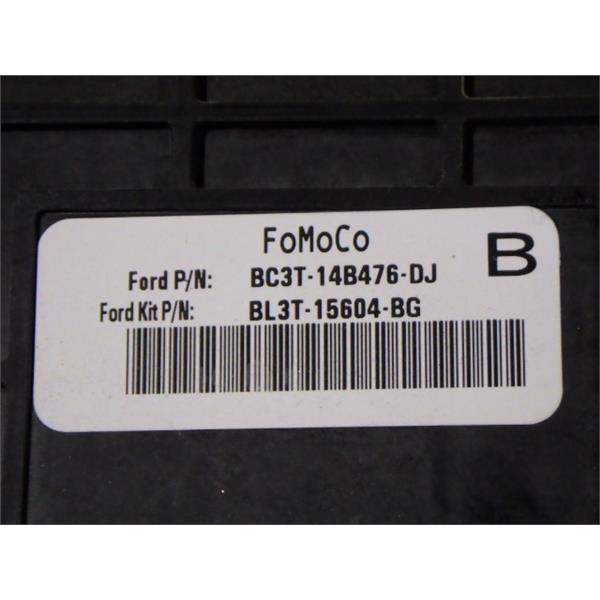 FoMoCo
B
Ford P/N: BC3T-14B476-DJ
Ford Kit P/N: BL3T-15604-BG